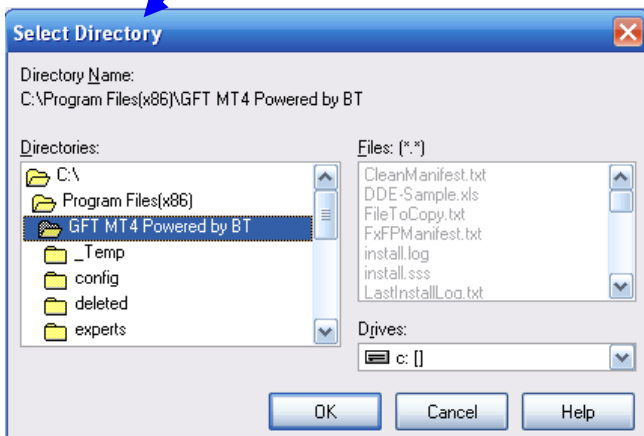 Select Directory
Directory Name:
C:\Program Files(x86)\GFT MT4 Powered by BT
Directories:
C:\
Program Files(x86)
GFT MT4 Powered by BT
_Temp
config
deleted
experts
Files: (*.*)
CleanManifest.txt
DDE-Sample.xls
FileToCopy.txt
FxFPManifest.txt
install.log
install.sss
LastInstallLog.txt
Drives:
c: []
OK
Cancel
Help